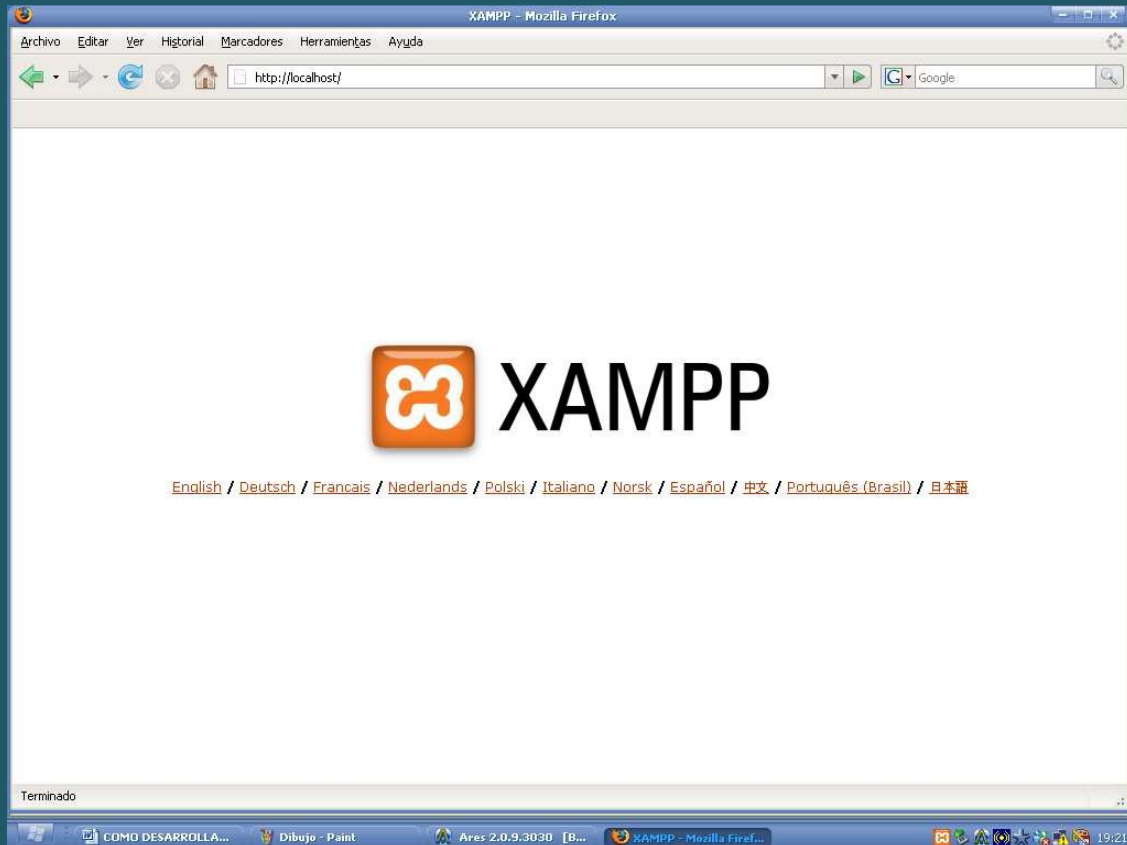 XAMPP - Mozilla Firefox
Archivo Editar Ver Historial Marcadores Herramientas Ayuda
http://localhost/ G Google
XAMPP
English / Deutsch / Francais / Nederlands / Polski / Italiano / Norsk / Español / 中文 / Português (Brasil) / 日本語
Terminado
COMO DESARROLLA... Dibujo - Paint Ares 2.0.9.3030 [B... XAMPP - Mozilla Firef... 19:21